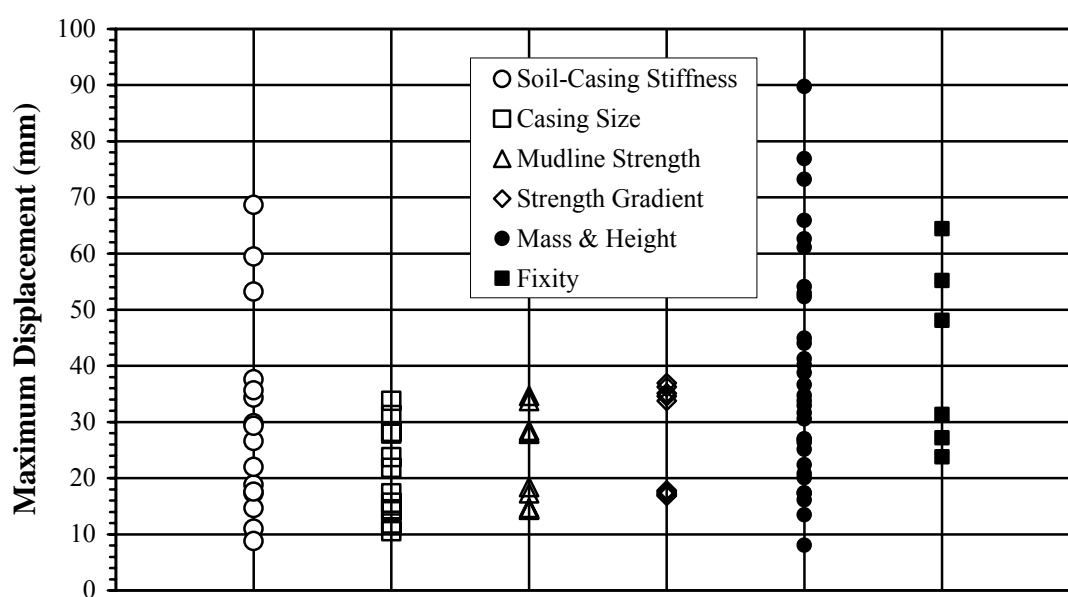 100
90
80
70
60
50
40
30
20
10
0
Maximum Displacement (mm)
Soil-Casing Stiffness
Casing Size
Mudline Strength
Strength Gradient
Mass & Height
Fixity